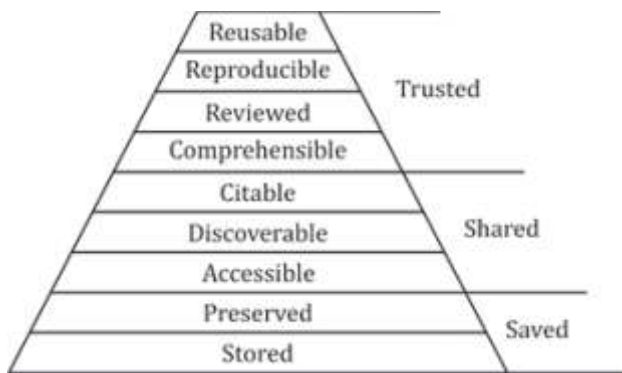 Reusable
Reproducible
Trusted
Reviewed
Comprehensible
Citable
Discoverable
Shared
Accessible
Preserved
Saved
Stored